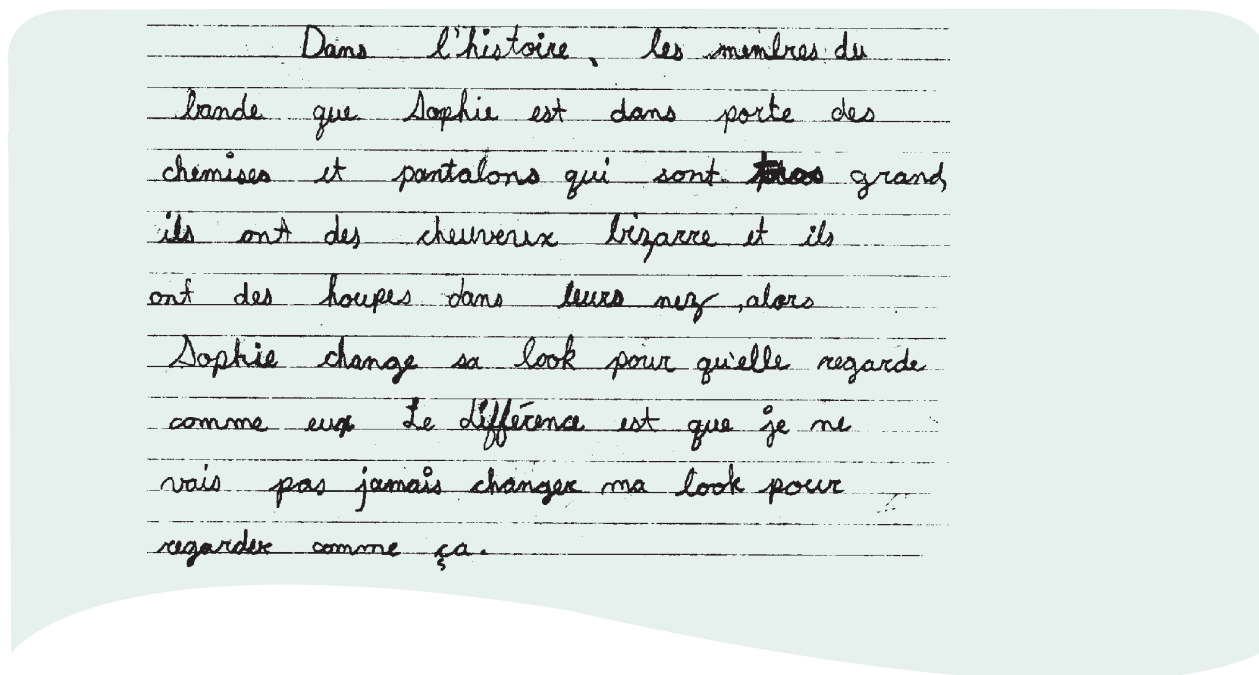 Dans l'histoire, les membres du
bande que Sophie est dans porte des
chemises et pantalons qui sont grand,
ils ont des cheuveux bizarre et ils
ont des houpes dans leurs nez, alors
Sophie change sa look pour qu'elle regarde
comme eux Le différence est que je ne
vais pas jamais changer ma look pour
regarder comme ça.